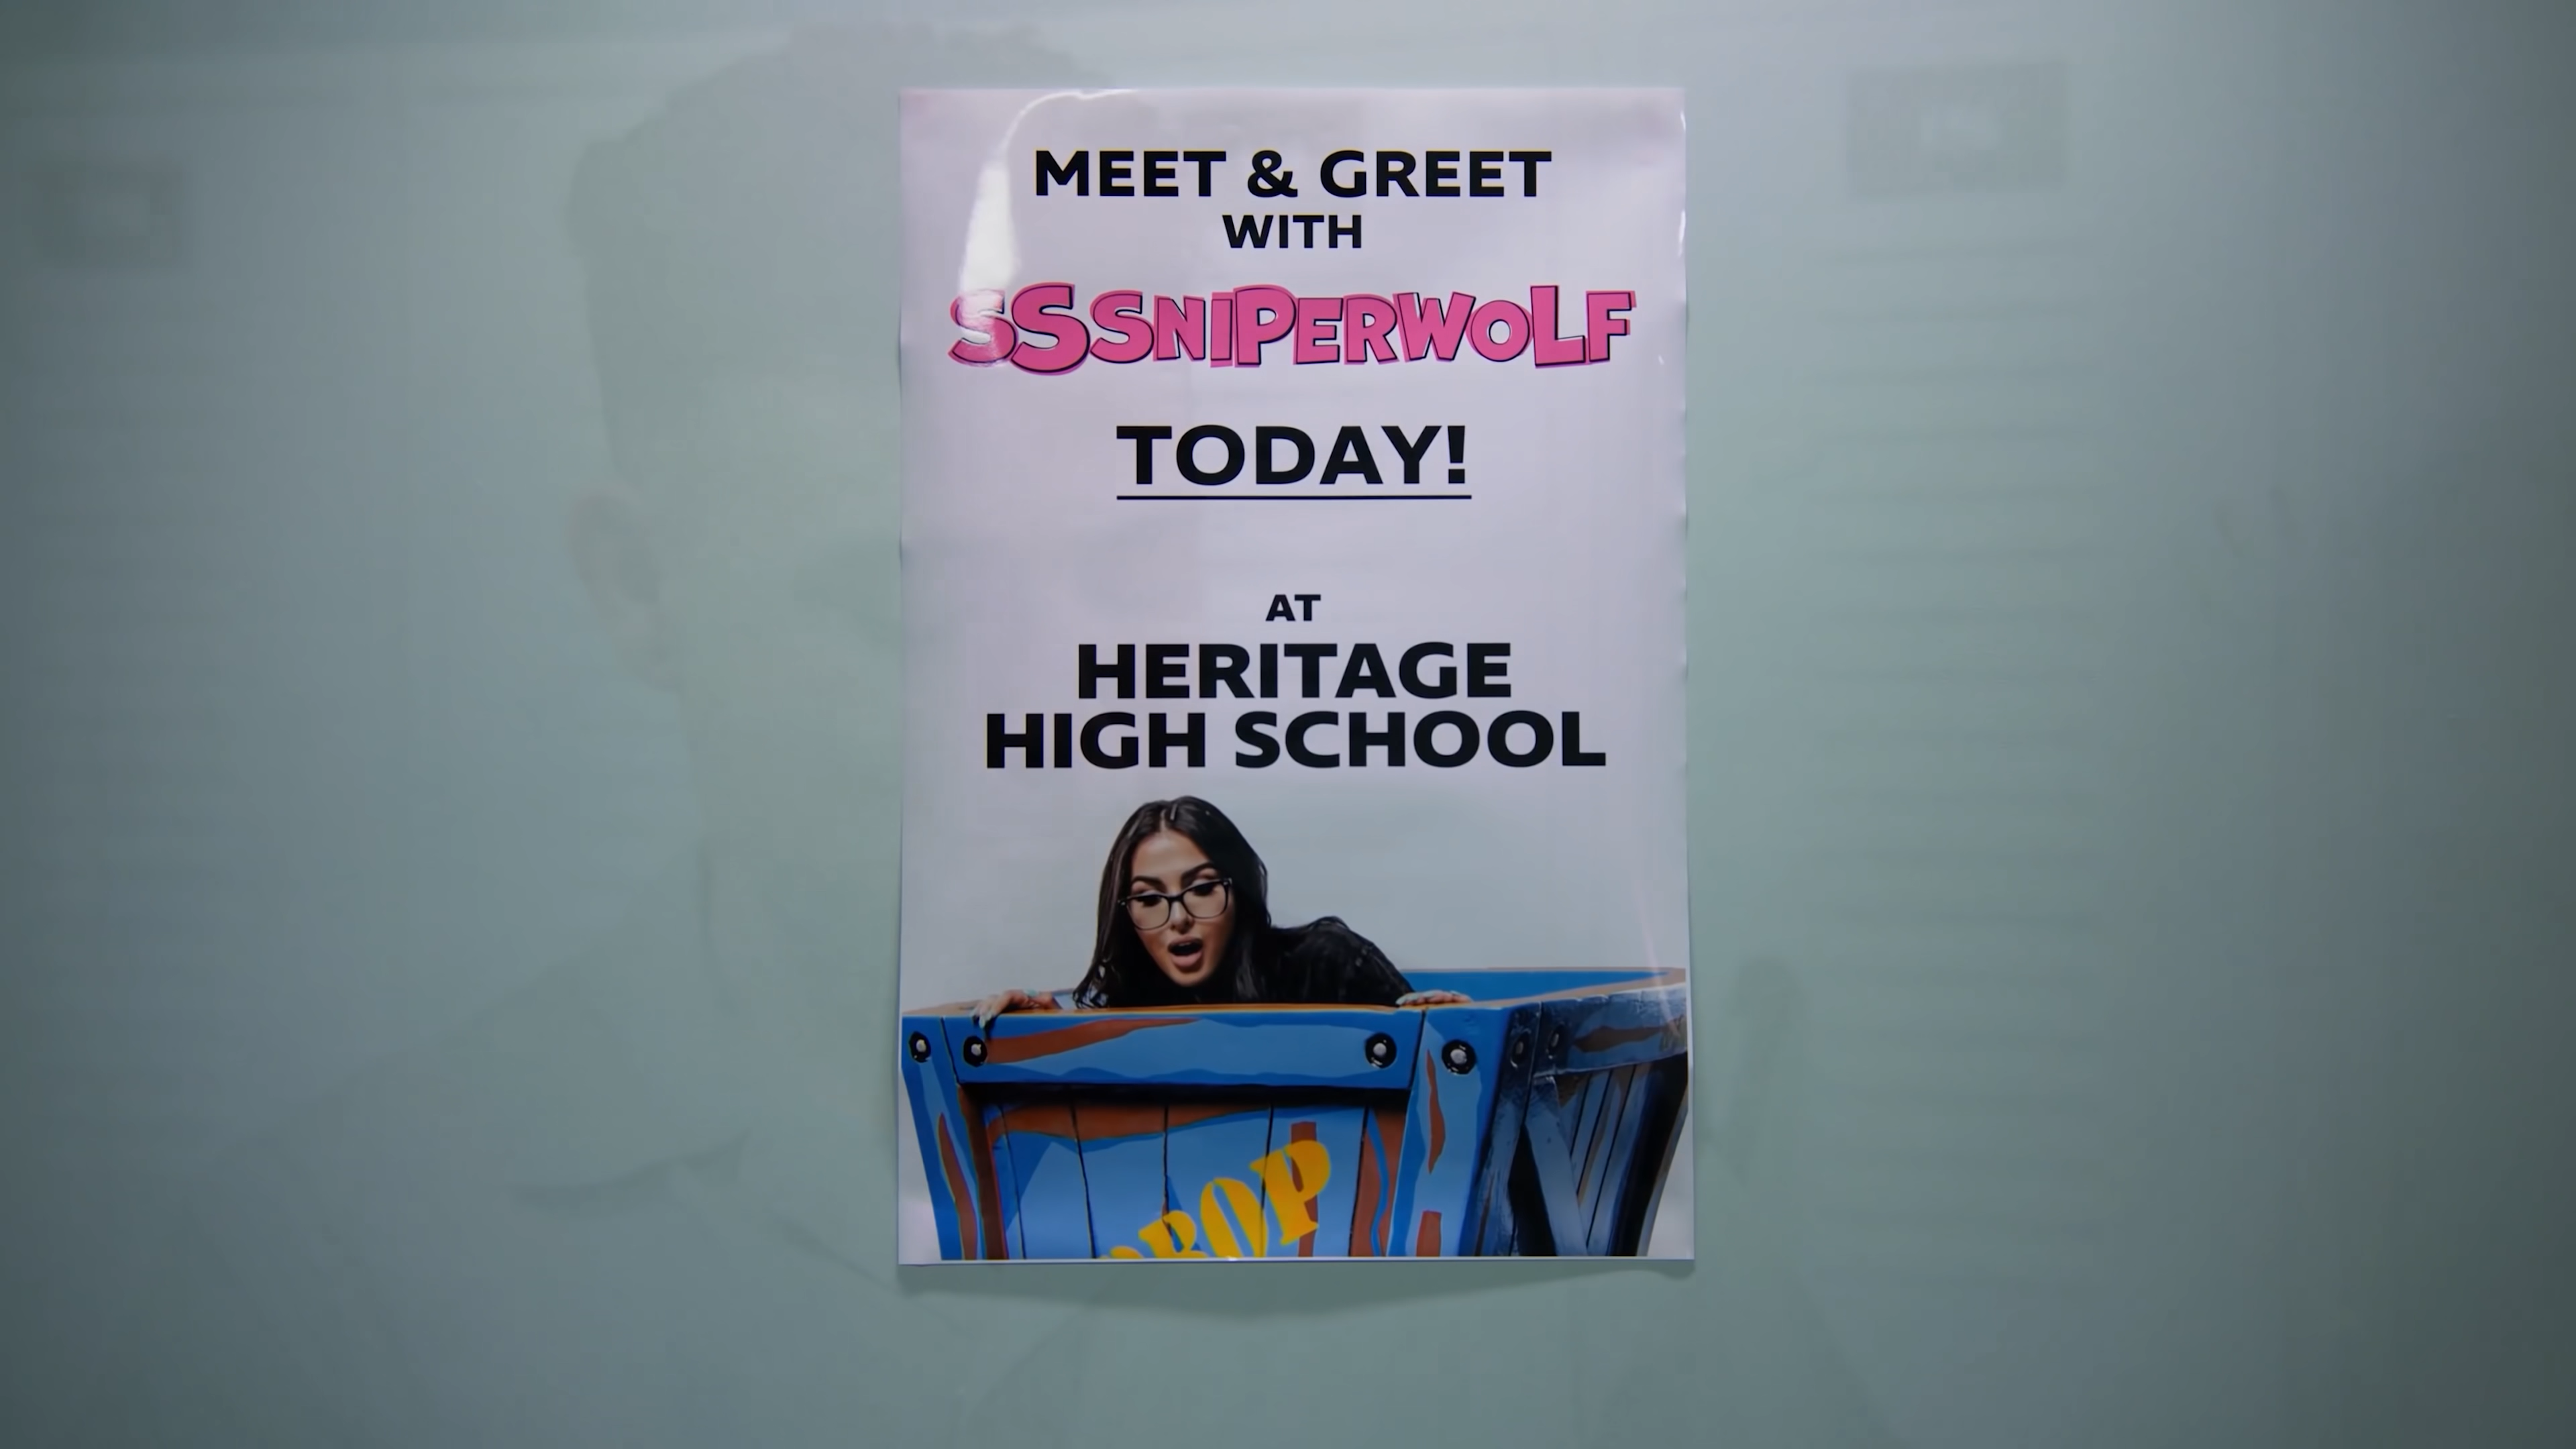 MEET & GREET
WITH
SSSNIPERWOLF
TODAY!
AT
HERITAGE
HIGH SCHOOL